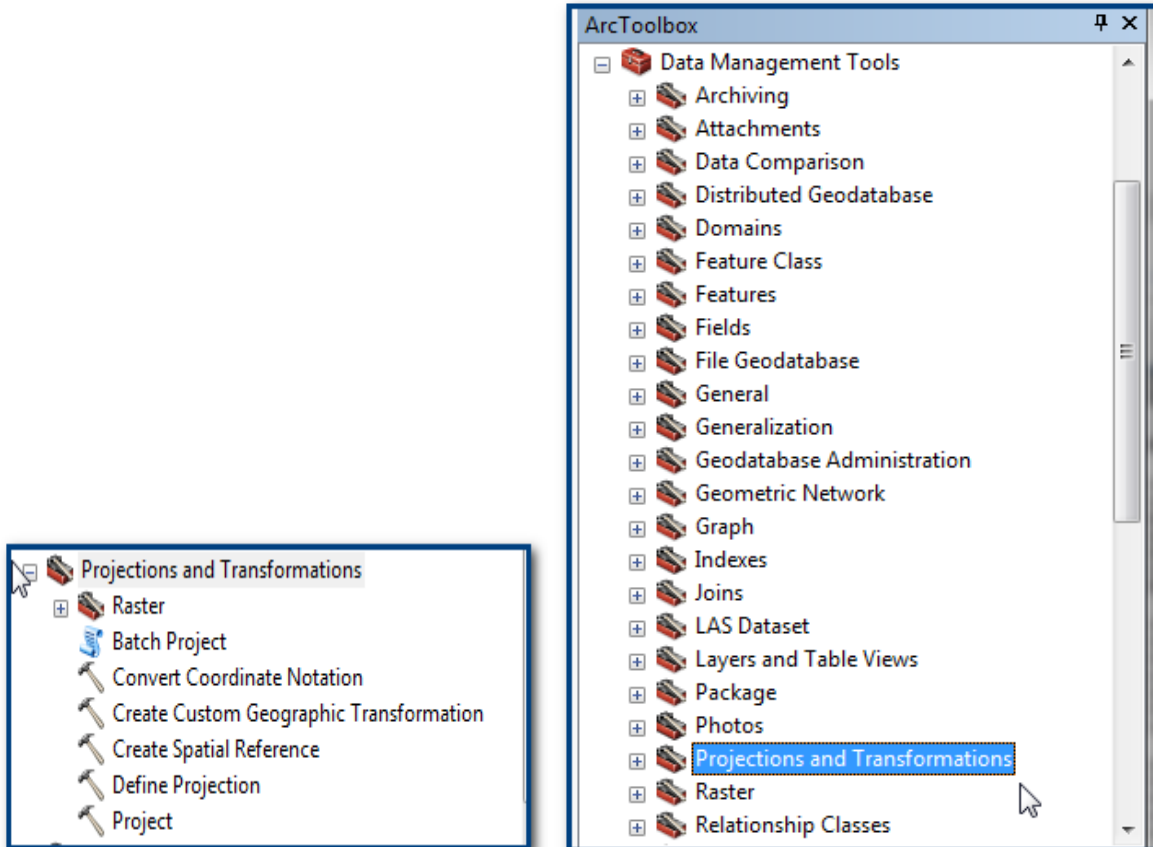 ArcToolbox
Data Management Tools
Archiving
Attachments
Data Comparison
Distributed Geodatabase
Domains
Feature Class
Features
Fields
File Geodatabase
General
Generalization
Geodatabase Administration
Geometric Network
Graph
Indexes
Joins
LAS Dataset
Layers and Table Views
Package
Photos
Projections and Transformations
Raster
Relationship Classes
Projections and Transformations
Raster
Batch Project
Convert Coordinate Notation
Create Custom Geographic Transformation
Create Spatial Reference
Define Projection
Project